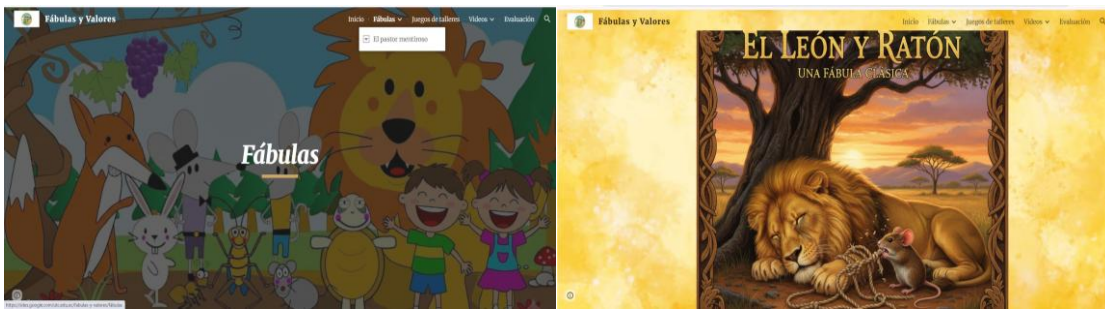 Fábulas y Valores
Inicio Fábulas Juegos de talleres Videos Evaluación
El pastor mentiroso
Fábulas
Fábulas y Valores
Inicio Fábulas Juegos de talleres Videos Evaluación
EL LEÓN Y RATÓN
UNA FÁBULA CLÁSICA